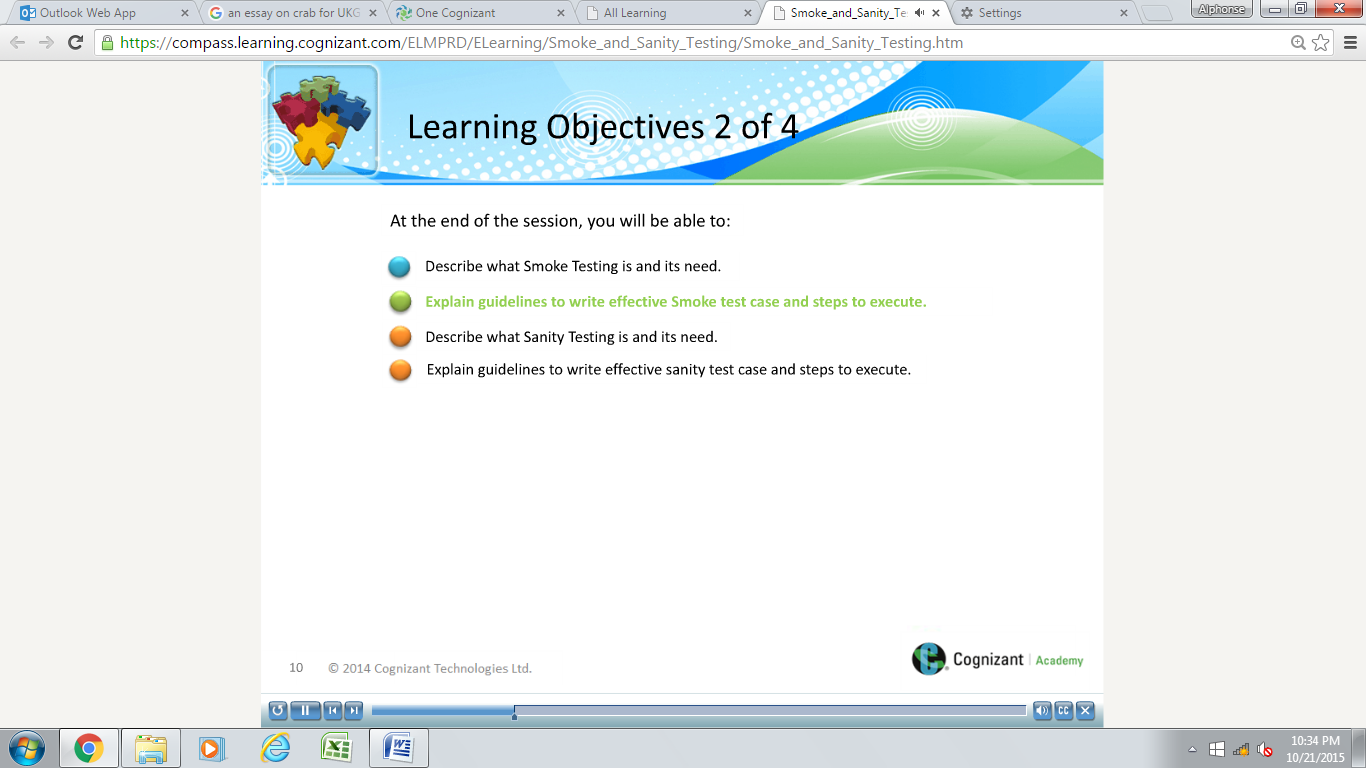 Outlook Web App
an essay on crab for UKG
One Cognizant
All Learning
Smoke_and_Sanity_Te
Settings
Alphonse
https://compass.learning.cognizant.com/ELMPRD/ELearning/Smoke_and_Sanity_Testing/Smoke_and_Sanity_Testing.htm
Learning Objectives 2 of 4
At the end of the session, you will be able to:
Describe what Smoke Testing is and its need.
Explain guidelines to write effective Smoke test case and steps to execute.
Describe what Sanity Testing is and its need.
Explain guidelines to write effective sanity test case and steps to execute.
10 © 2014 Cognizant Technologies Ltd.
Cognizant | Academy
CC
10:34 PM
10/21/2015